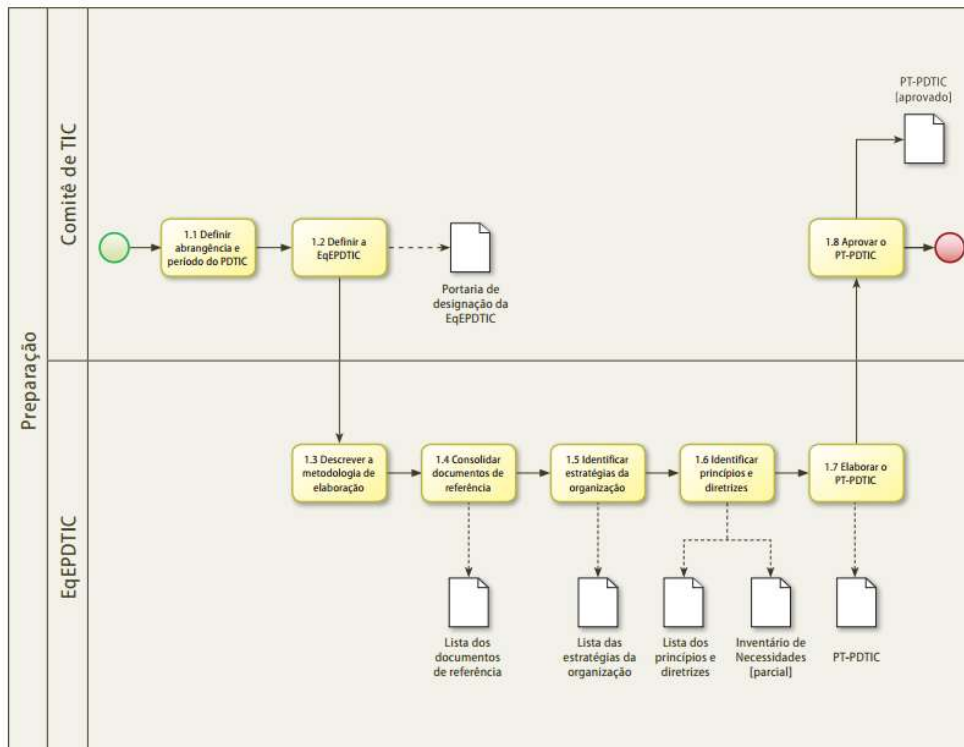 Preparação
Comitê de TIC
PT-PDTIC
[aprovado]
1.1 Definir
abrangência e
período do PDTIC
1.2 Definir a
EqEPDTIC
Portaria de
designação da
EqEPDTIC
1.8 Aprovar o
PT-PDTIC
EqEPDTIC
1.3 Descrever a
metodologia de
elaboração
1.4 Consolidar
documentos de
referência
1.5 Identificar
estratégias da
organização
1.6 Identificar
princípios e
diretrizes
1.7 Elaborar o
PT-PDTIC
Lista dos
documentos
de referência
Lista das
estratégias da
organização
Lista dos
princípios e
diretrizes
Inventário de
Necessidades
[parcial]
PT-PDTIC